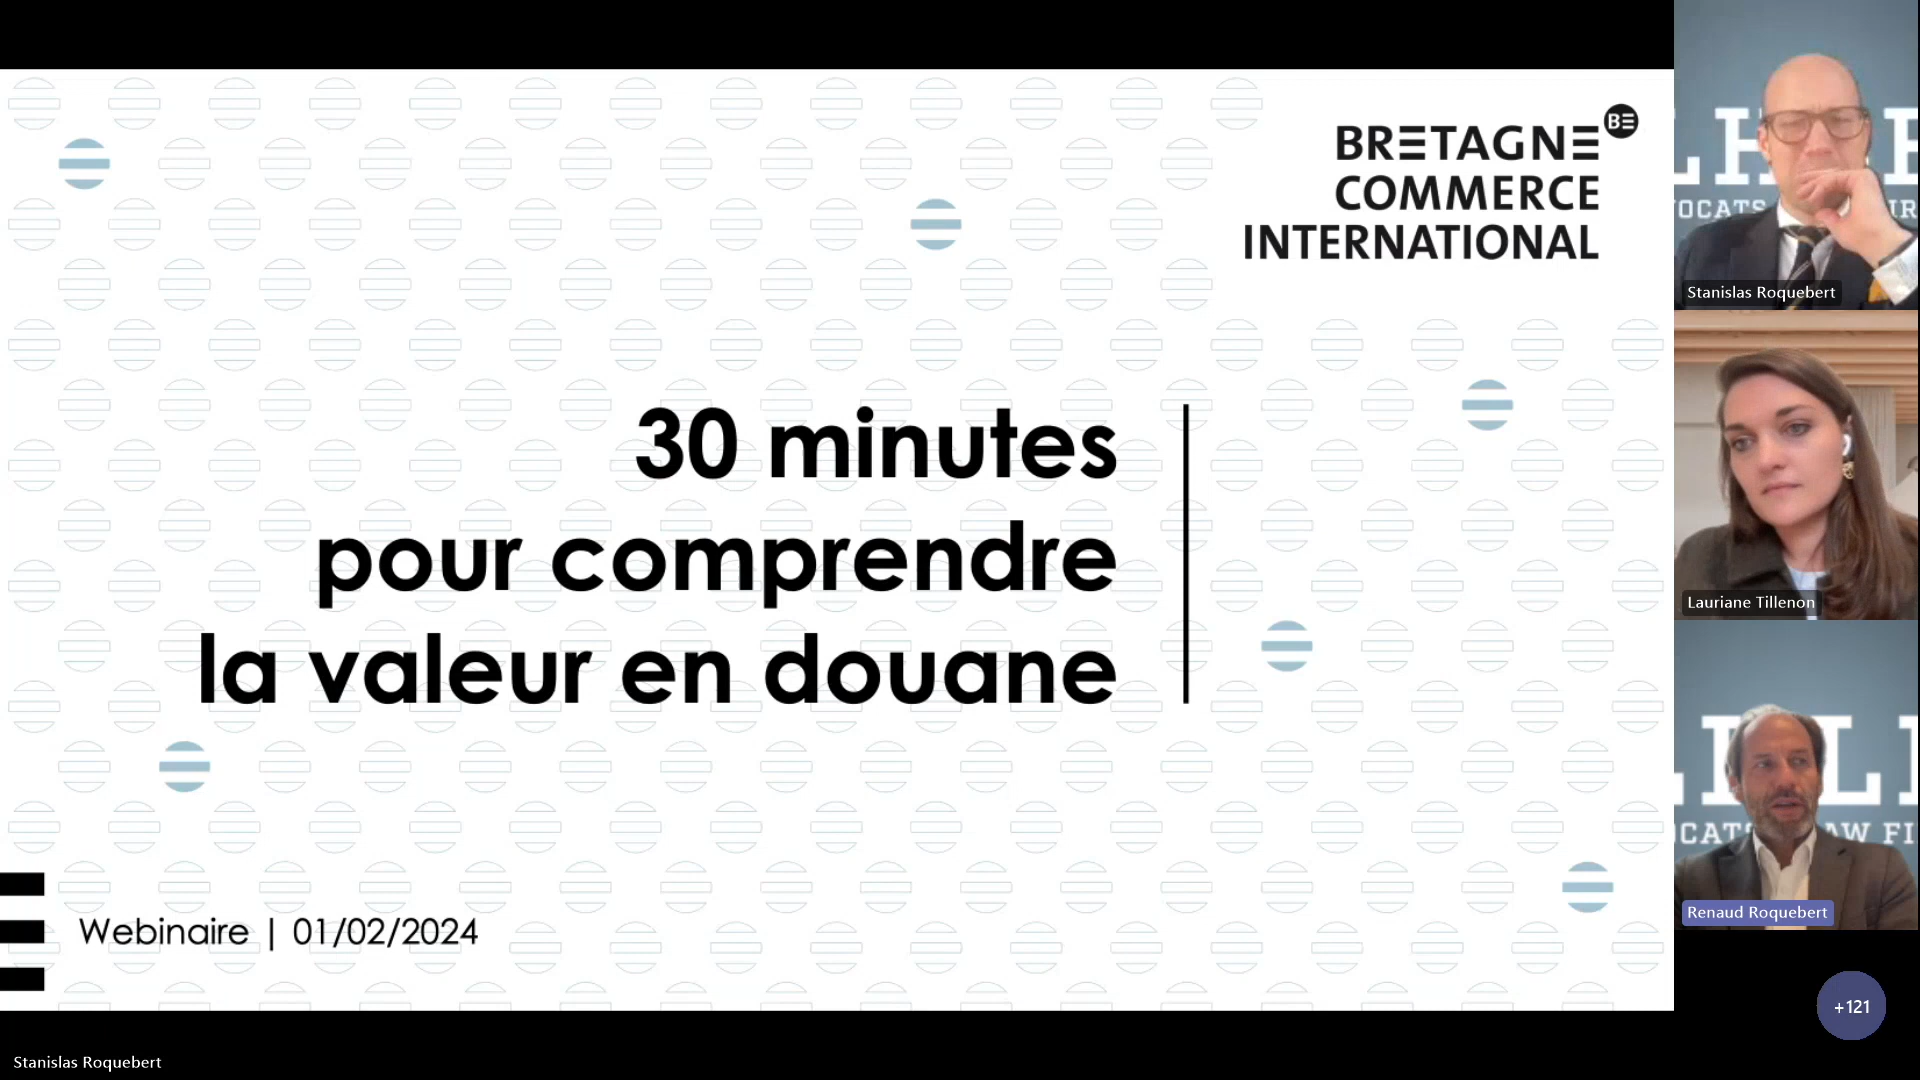 BRETAGNE
BE
COMMERCE
INTERNATIONAL
30 minutes
pour comprendre
la valeur en douane
Webinaire | 01/02/2024
Stanislas Roquebert
Lauriane Tillenon
Renaud Roquebert
+121
Stanislas Roquebert